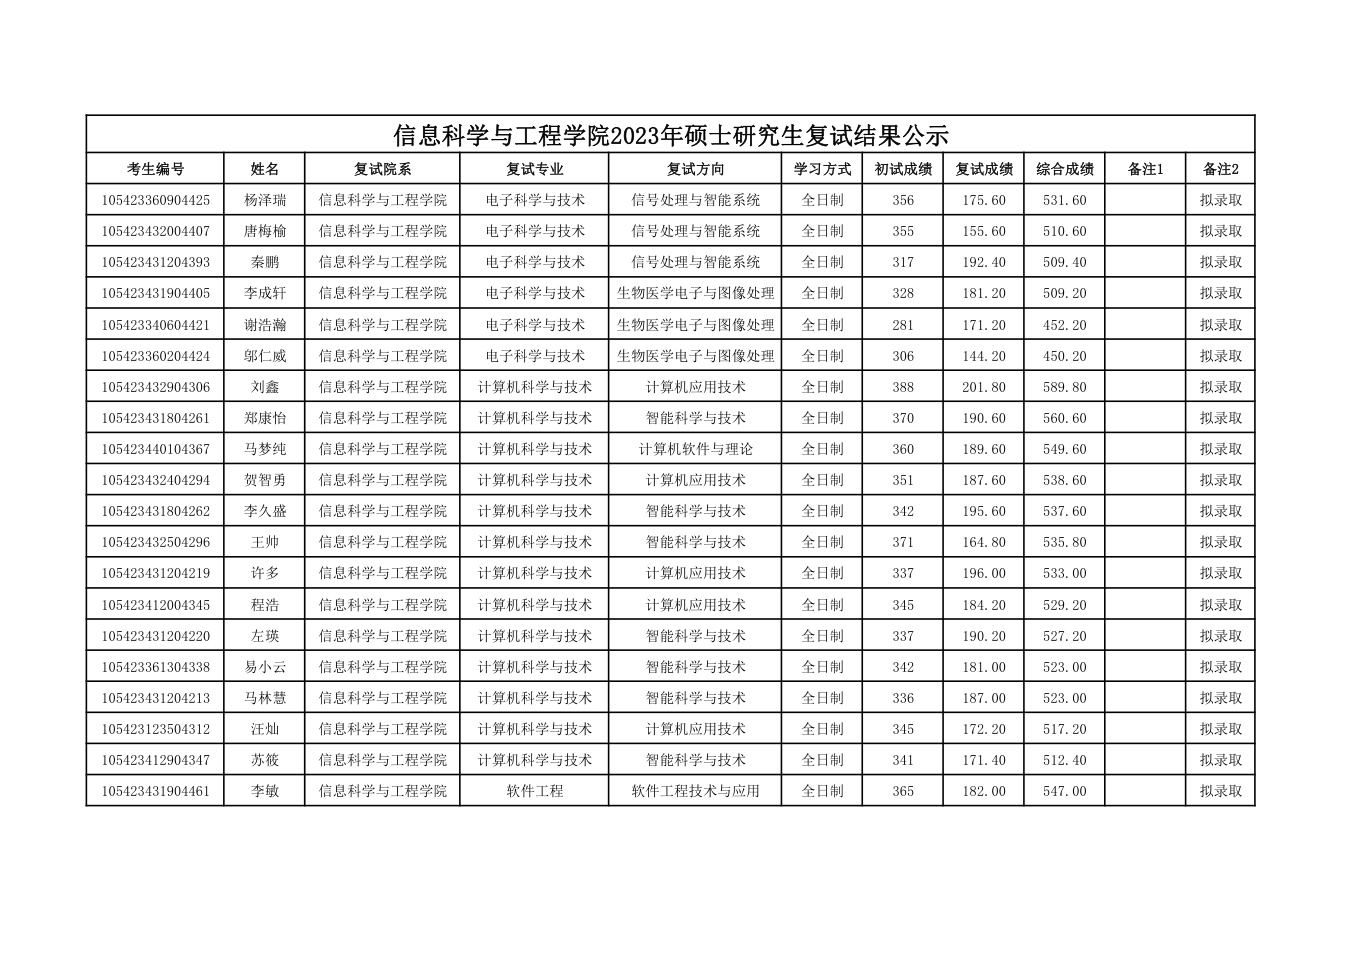 信息科学与工程学院2023年硕士研究生复试结果公示
考生编号 姓名 复试院系 复试专业 复试方向 学习方式 初试成绩 复试成绩 综合成绩 备注1 备注2
105423360904425 杨泽瑞 信息科学与工程学院 电子科学与技术 信号处理与智能系统 全日制 356 175.60 531.60 拟录取
105423432004407 唐梅榆 信息科学与工程学院 电子科学与技术 信号处理与智能系统 全日制 355 155.60 510.60 拟录取
105423431204393 秦鹏 信息科学与工程学院 电子科学与技术 信号处理与智能系统 全日制 317 192.40 509.40 拟录取
105423431904405 李成轩 信息科学与工程学院 电子科学与技术 生物医学电子与图像处理 全日制 328 181.20 509.20 拟录取
105423340604421 谢浩瀚 信息科学与工程学院 电子科学与技术 生物医学电子与图像处理 全日制 281 171.20 452.20 拟录取
105423360204424 邬仁威 信息科学与工程学院 电子科学与技术 生物医学电子与图像处理 全日制 306 144.20 450.20 拟录取
105423432904306 刘鑫 信息科学与工程学院 计算机科学与技术 计算机应用技术 全日制 388 201.80 589.80 拟录取
105423431804261 郑康怡 信息科学与工程学院 计算机科学与技术 智能科学与技术 全日制 370 190.60 560.60 拟录取
105423440104367 马梦纯 信息科学与工程学院 计算机科学与技术 计算机软件与理论 全日制 360 189.60 549.60 拟录取
105423432404294 贺智勇 信息科学与工程学院 计算机科学与技术 计算机应用技术 全日制 351 187.60 538.60 拟录取
105423431804262 李久盛 信息科学与工程学院 计算机科学与技术 智能科学与技术 全日制 342 195.60 537.60 拟录取
105423432504296 王帅 信息科学与工程学院 计算机科学与技术 智能科学与技术 全日制 371 164.80 535.80 拟录取
105423431204219 许多 信息科学与工程学院 计算机科学与技术 计算机应用技术 全日制 337 196.00 533.00 拟录取
105423412004345 程浩 信息科学与工程学院 计算机科学与技术 计算机应用技术 全日制 345 184.20 529.20 拟录取
105423431204220 左瑛 信息科学与工程学院 计算机科学与技术 智能科学与技术 全日制 337 190.20 527.20 拟录取
105423361304338 易小云 信息科学与工程学院 计算机科学与技术 智能科学与技术 全日制 342 181.00 523.00 拟录取
105423431204213 马林慧 信息科学与工程学院 计算机科学与技术 智能科学与技术 全日制 336 187.00 523.00 拟录取
105423123504312 汪灿 信息科学与工程学院 计算机科学与技术 计算机应用技术 全日制 345 172.20 517.20 拟录取
105423412904347 苏筱 信息科学与工程学院 计算机科学与技术 智能科学与技术 全日制 341 171.40 512.40 拟录取
105423431904461 李敏 信息科学与工程学院 软件工程 软件工程技术与应用 全日制 365 182.00 547.00 拟录取